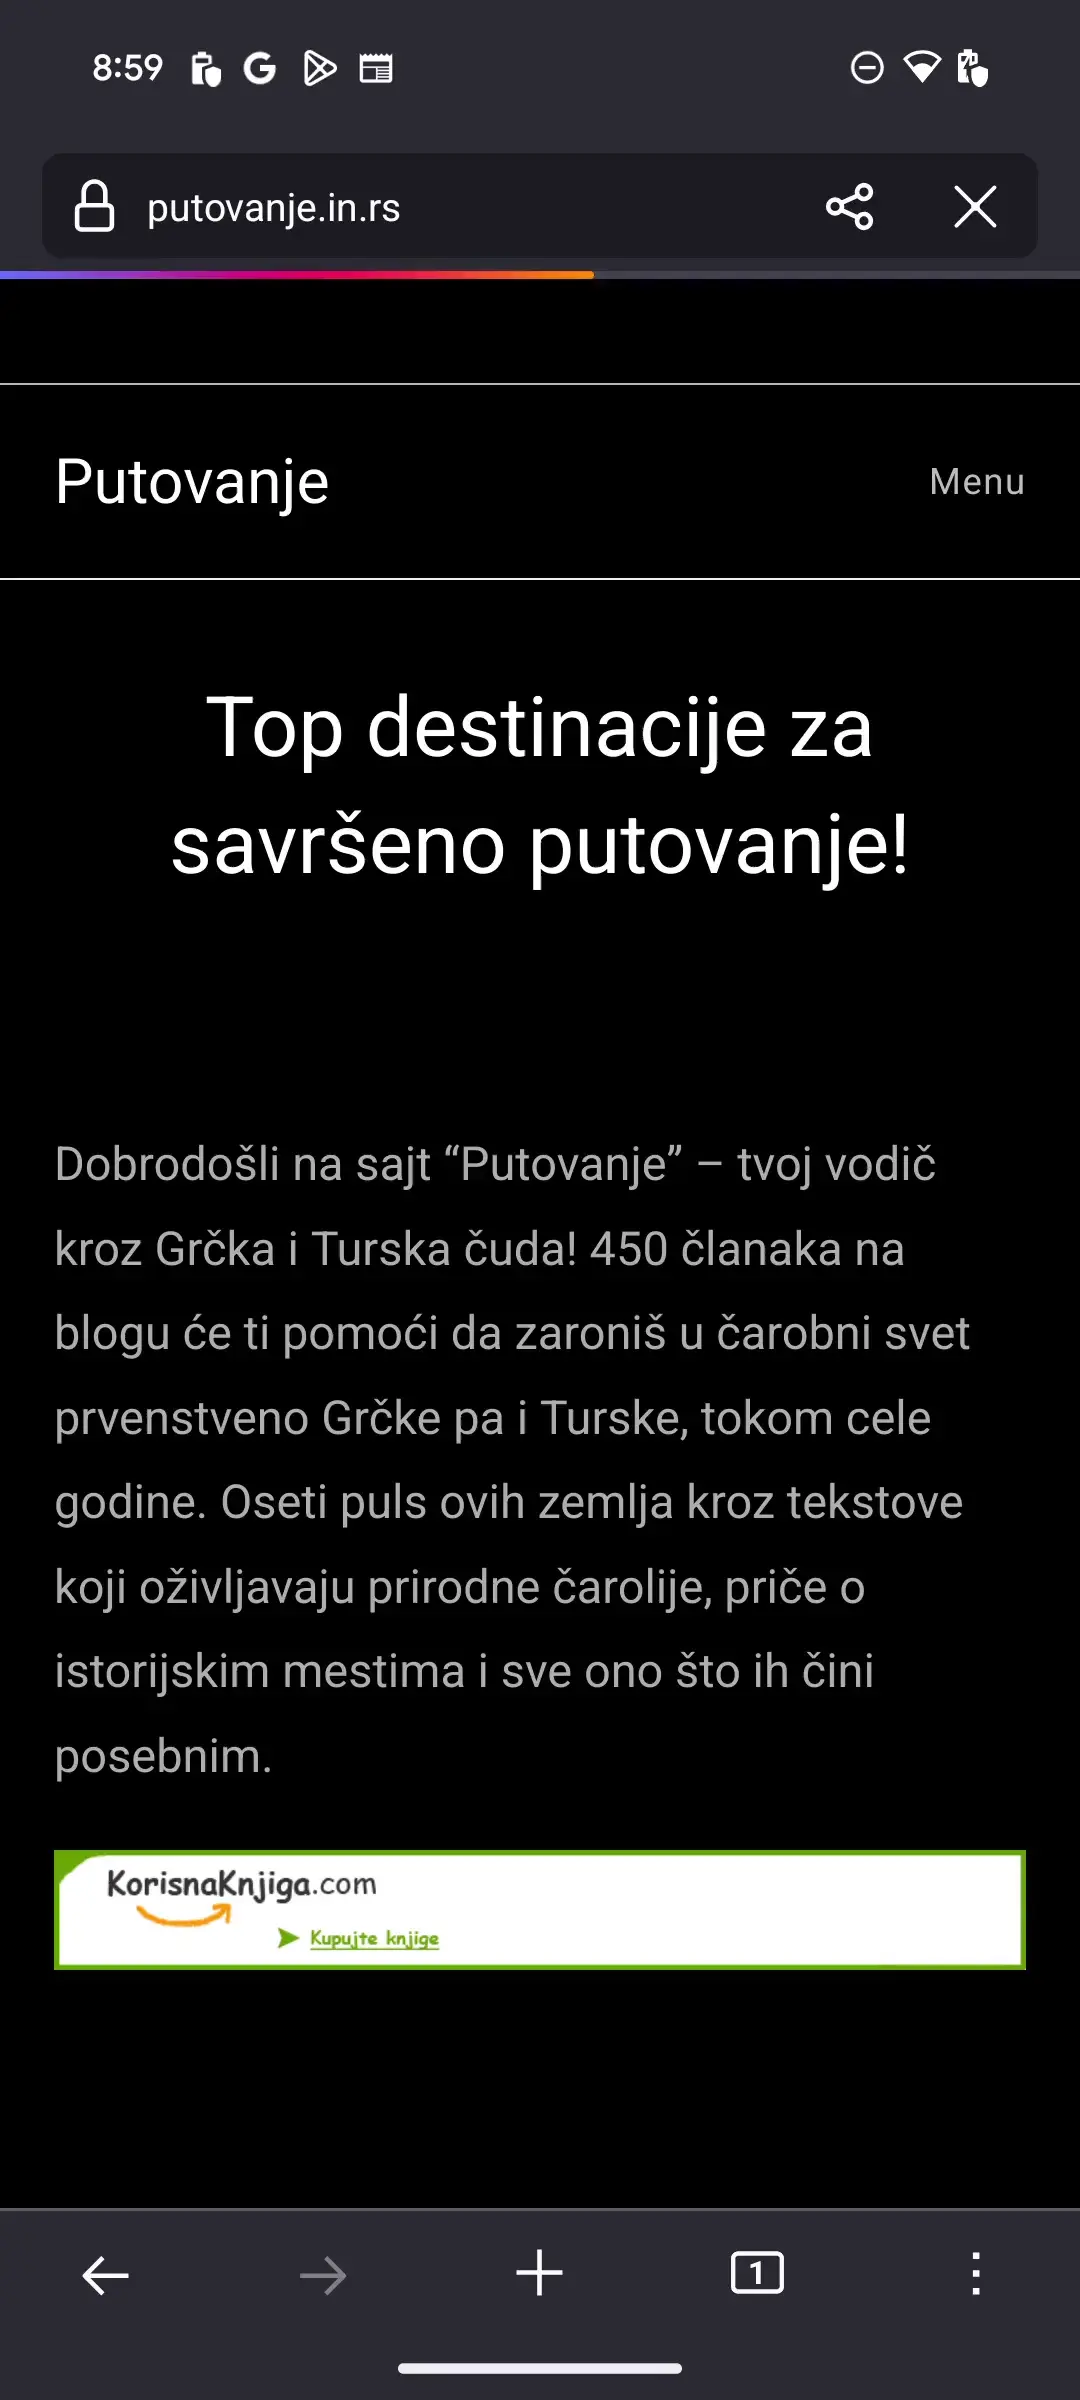 8:59
putovanje.in.rs
Putovanje
Menu
Top destinacije za
savršeno putovanje!
Dobrodošli na sajt “Putovanje” – tvoj vodič
kroz Grčka i Turska čuda! 450 članaka na
blogu će ti pomoći da zaroniš u čarobni svet
prvenstveno Grčke pa i Turske, tokom cele
godine. Oseti puls ovih zemlja kroz tekstove
koji oživljavaju prirodne čarolije, priče o
istorijskim mestima i sve ono što ih čini
posebnim.
KorisnaKnjiga.com
Kupujte knjige
1